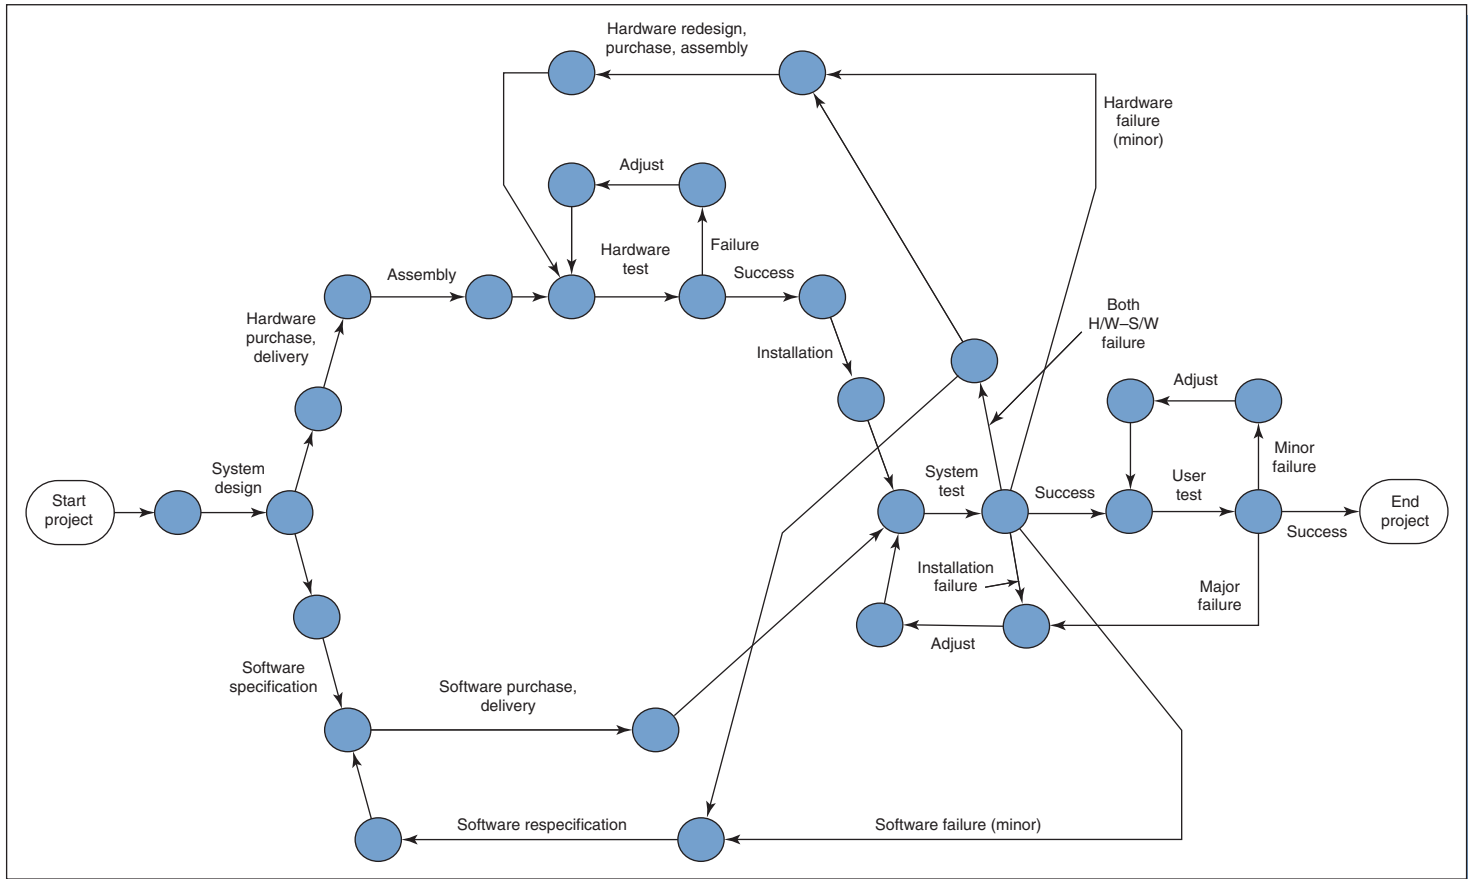 Hardware redesign,
purchase, assembly
Hardware
failure
(minor)
Adjust
Hardware
test
Failure
Success
Assembly
Hardware
purchase,
delivery
Installation
Both
H/W–S/W
failure
Adjust
Minor
failure
System
design
Start
project
System
test
Success
User
test
Success
End
project
Installation
failure
Adjust
Major
failure
Software
specification
Software purchase,
delivery
Software respecification
Software failure (minor)